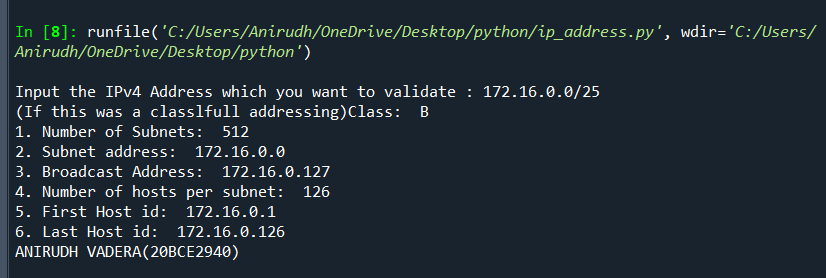 In [8]: runfile('C:/Users/Anirudh/OneDrive/Desktop/python/ip_address.py', wdir='C:/Users/
Anirudh/OneDrive/Desktop/python')
Input the IPv4 Address which you want to validate : 172.16.0.0/25
(If this was a classlfull addressing)Class:  B
1. Number of Subnets:  512
2. Subnet address:  172.16.0.0
3. Broadcast Address:  172.16.0.127
4. Number of hosts per subnet:  126
5. First Host id:  172.16.0.1
6. Last Host id:  172.16.0.126
ANIRUDH VADERA(20BCE2940)